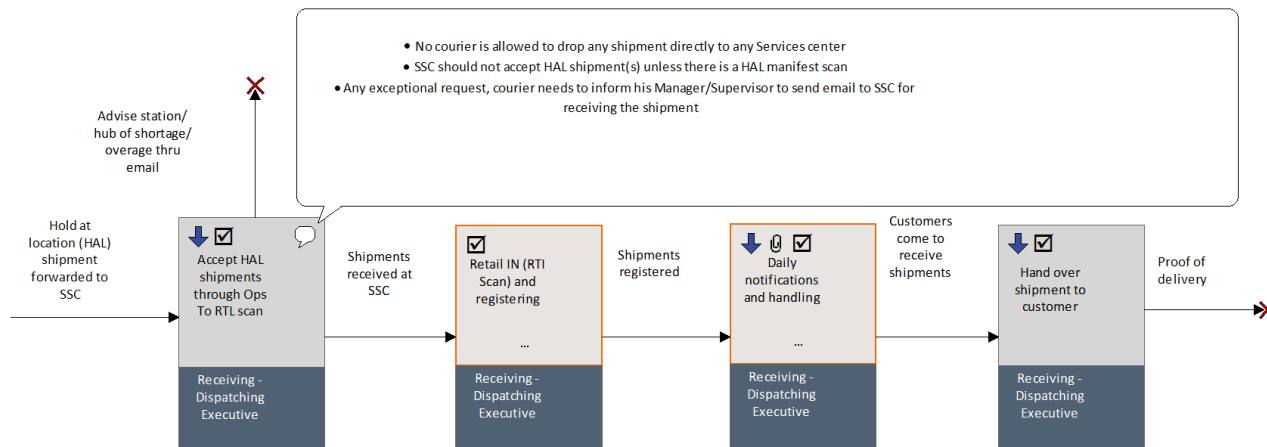 ● No courier is allowed to drop any shipment directly to any Services center
● SSC should not accept HAL shipment(s) unless there is a HAL manifest scan
● Any exceptional request, courier needs to inform his Manager/Supervisor to send email to SSC for
receiving the shipment
Advise station/
hub of shortage/
overage thru
email
Hold at
location (HAL)
shipment
forwarded to
SSC
Accept HAL
shipments
through Ops
To RTL scan
Receiving -
Dispatching
Executive
Shipments
received at
SSC
Retail IN (RTI
Scan) and
registering
...
Receiving -
Dispatching
Executive
Shipments
registered
Daily
notifications
and handling
...
Receiving -
Dispatching
Executive
Customers
come to
receive
shipments
Hand over
shipment to
customer
Receiving -
Dispatching
Executive
Proof of
delivery